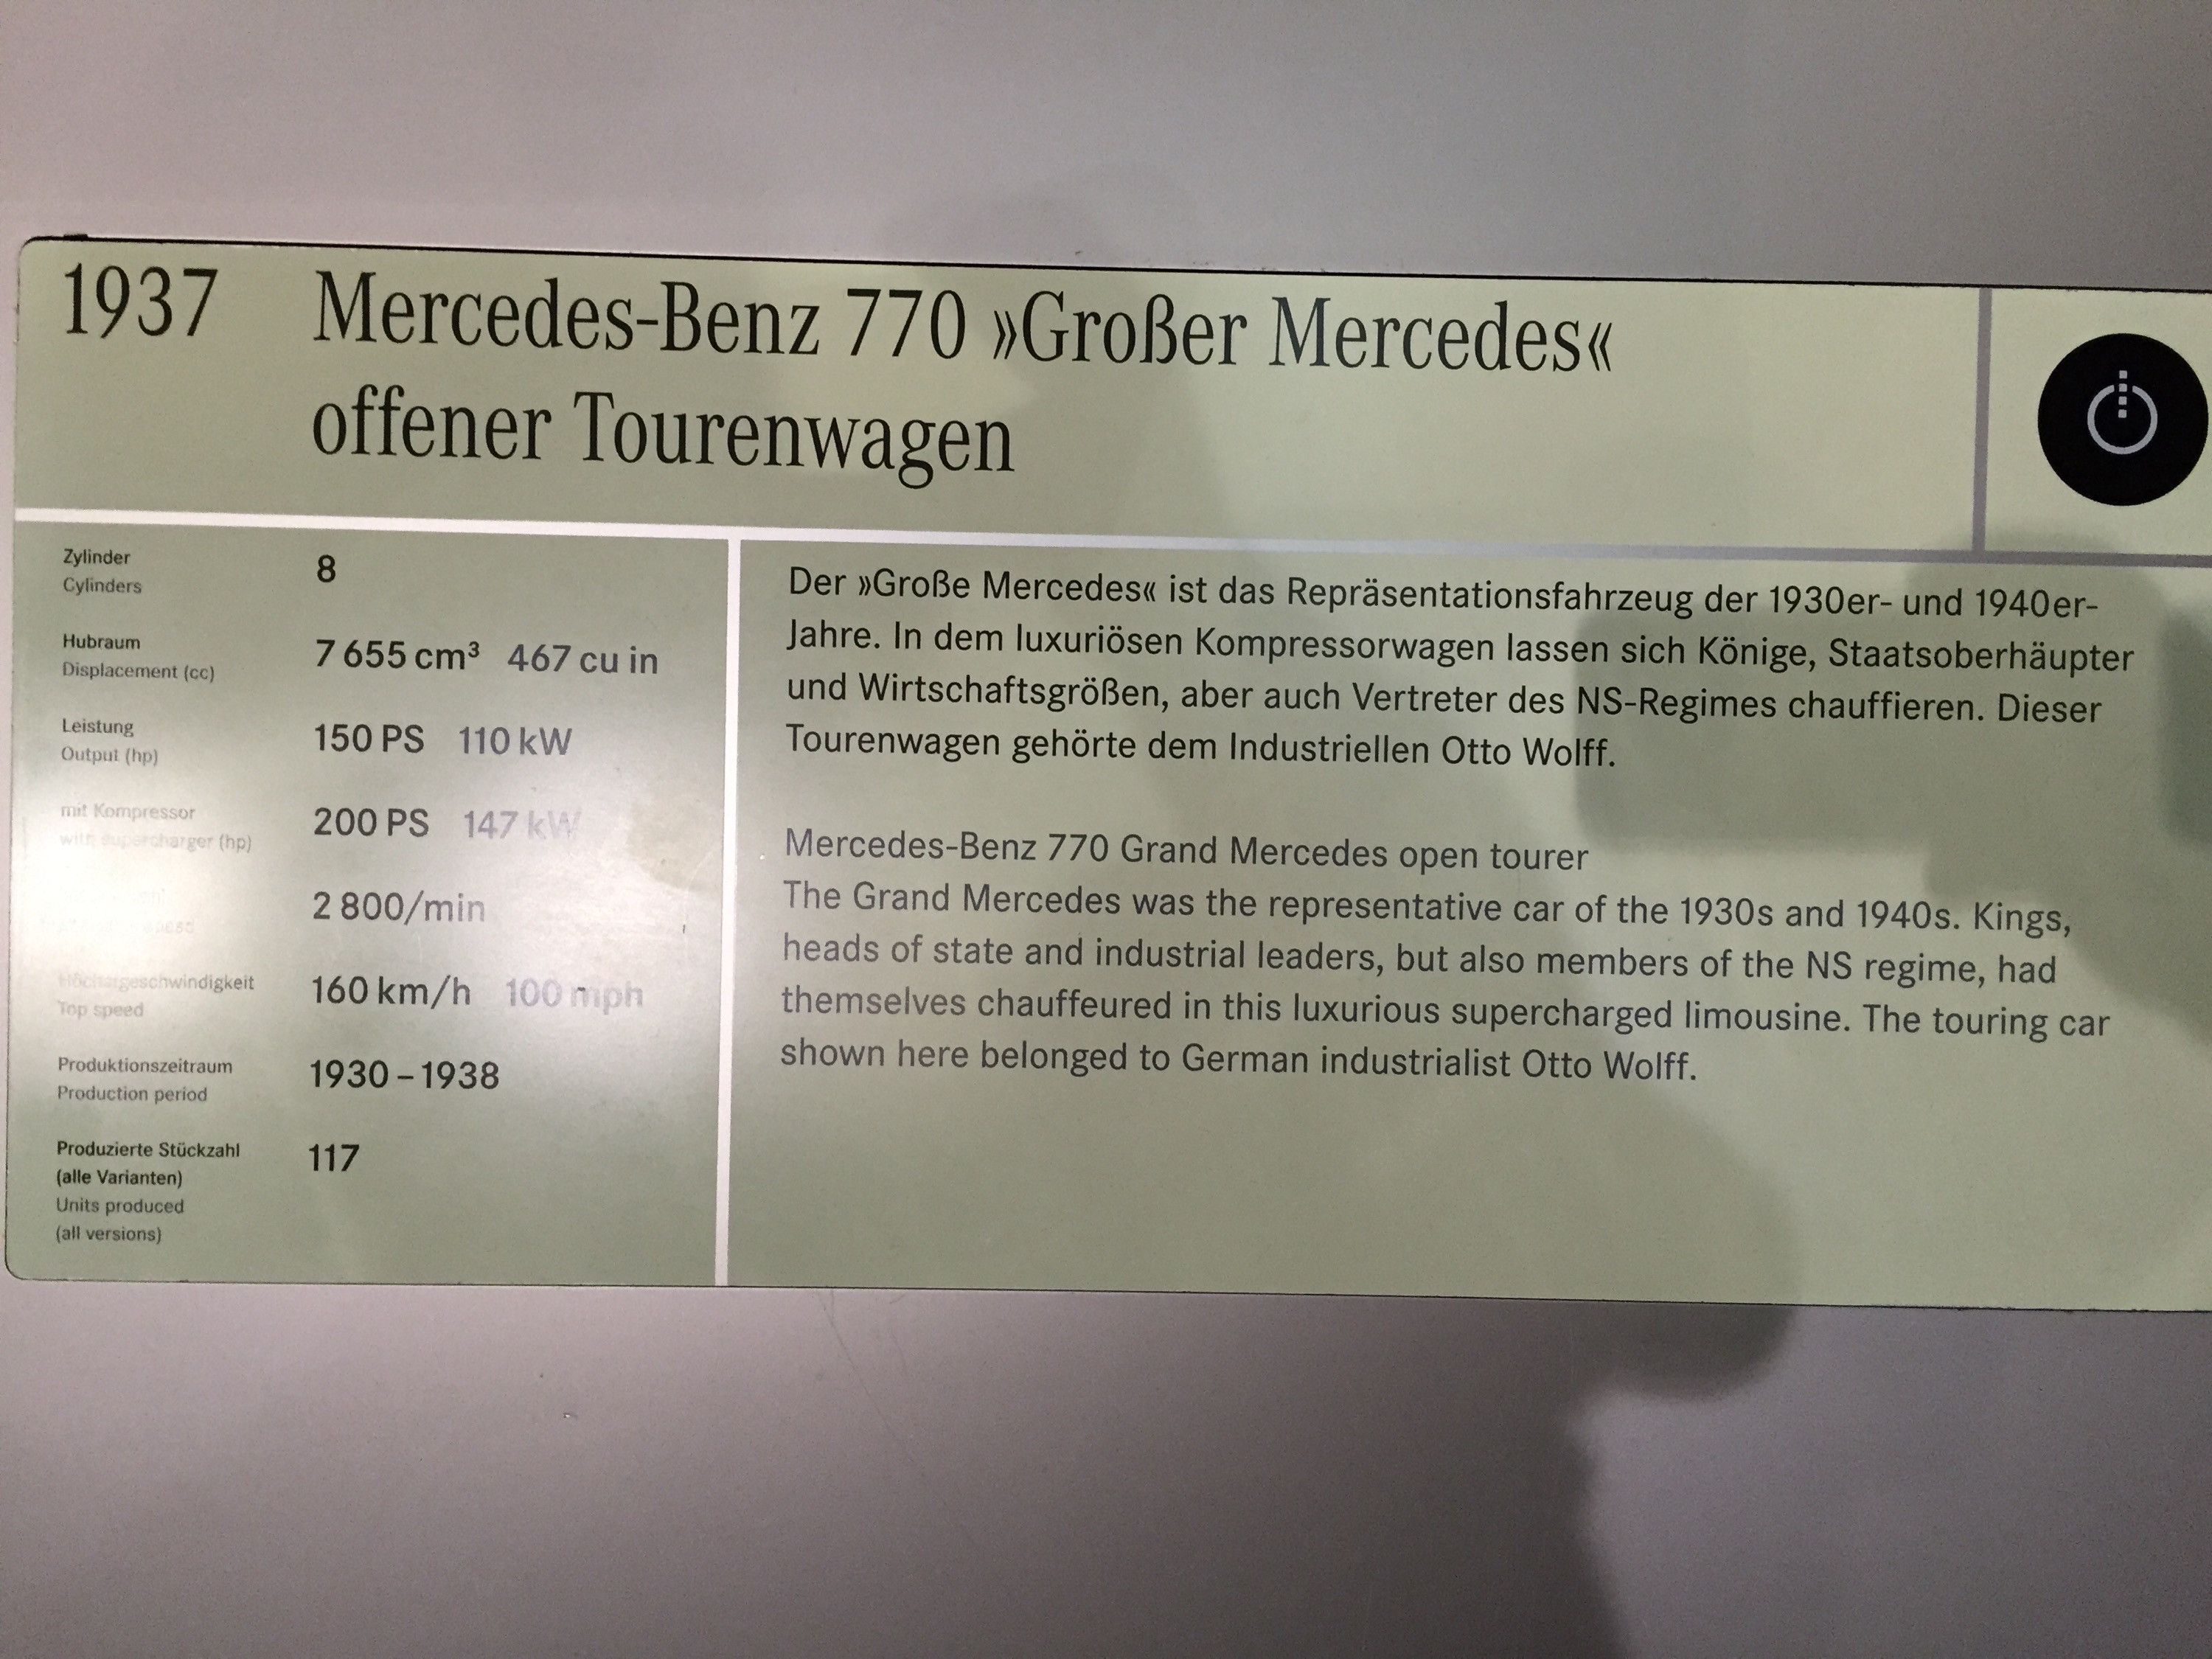 1937 Mercedes-Benz 770 »Großer Mercedes«
offener Tourenwagen
Zylinder
Cylinders
8
Hubraum
Displacement (cc)
7 655 cm³ 467 cu in
Leistung
Output (hp)
150 PS 110 kW
mit Kompressor
with supercharger (hp)
200 PS 147 kW
2 800/min
Höchstgeschwindigkeit
Top speed
160 km/h 100 mph
Produktionszeitraum
Production period
1930 – 1938
Produzierte Stückzahl
(alle Varianten)
Units produced
(all versions)
117
Der »Große Mercedes« ist das Repräsentationsfahrzeug der 1930er- und 1940er-
Jahre. In dem luxuriösen Kompressorwagen lassen sich Könige, Staatsoberhäupter
und Wirtschaftsgrößen, aber auch Vertreter des NS-Regimes chauffieren. Dieser
Tourenwagen gehörte dem Industriellen Otto Wolff.
Mercedes-Benz 770 Grand Mercedes open tourer
The Grand Mercedes was the representative car of the 1930s and 1940s. Kings,
heads of state and industrial leaders, but also members of the NS regime, had
themselves chauffeured in this luxurious supercharged limousine. The touring car
shown here belonged to German industrialist Otto Wolff.